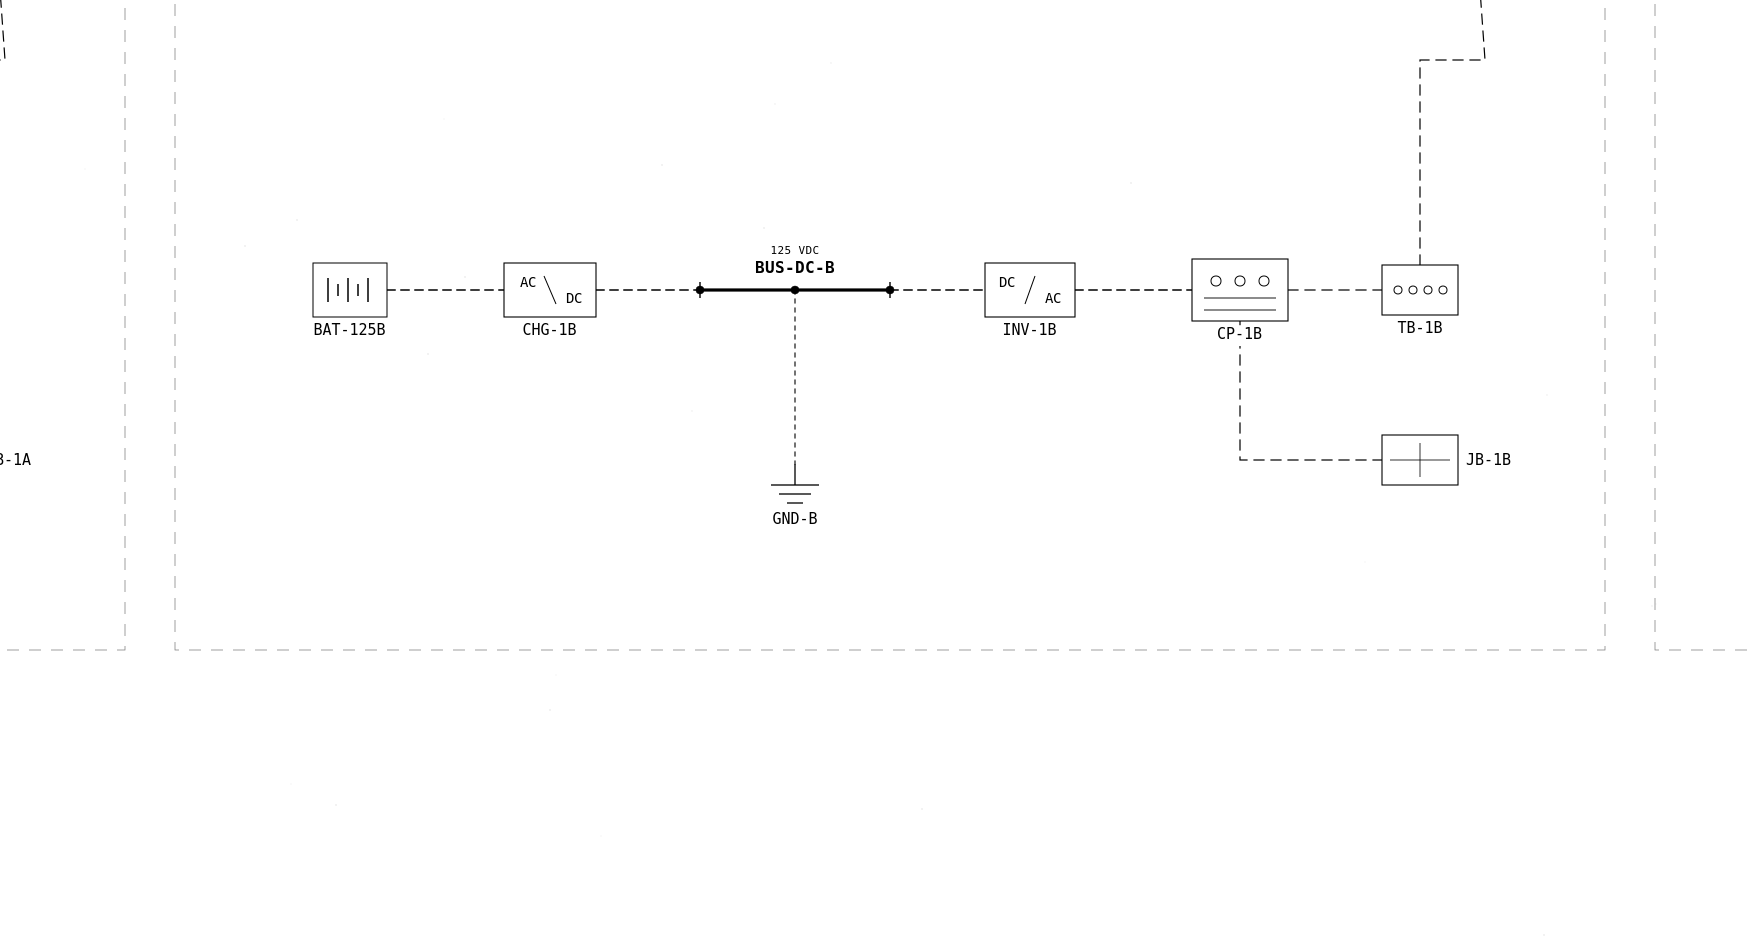 125 VDC
BUS-DC-B
AC
DC
DC
AC
BAT-125B
CHG-1B
INV-1B
CP-1B
TB-1B
-1A
JB-1B
GND-B